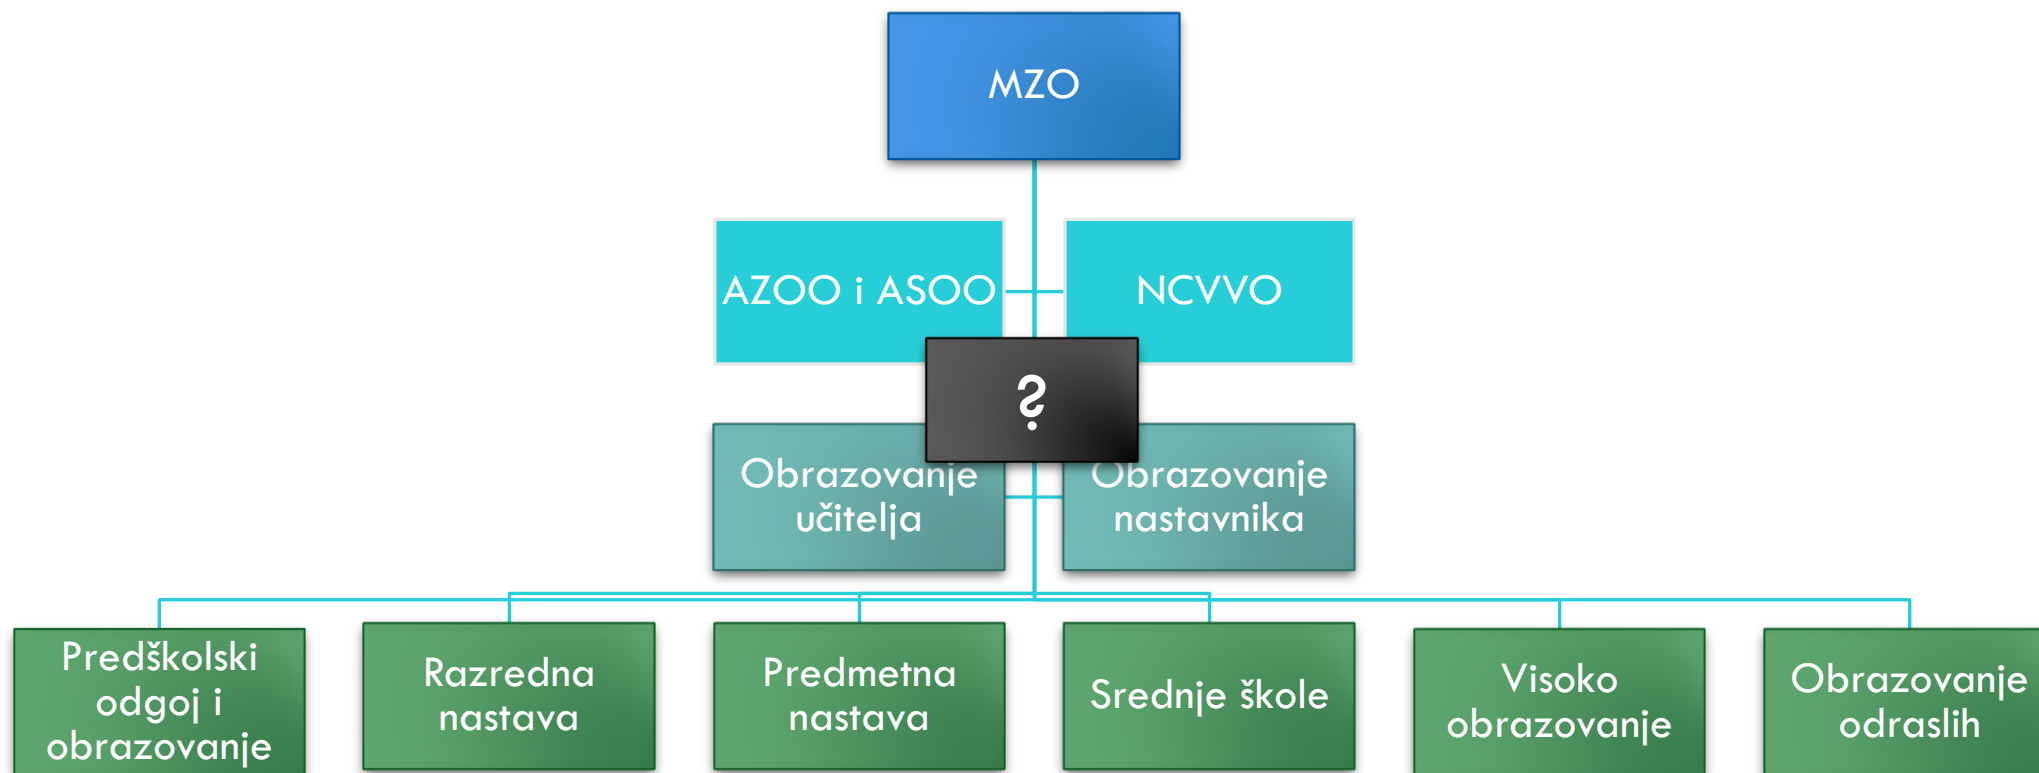 MZO
AZOO i ASOO
NCVVO
?
Obrazovanje
učitelja
Obrazovanje
nastavnika
Predškolski
odgoj i
obrazovanje
Razredna
nastava
Predmetna
nastava
Srednje škole
Visoko
obrazovanje
Obrazovanje
odraslih